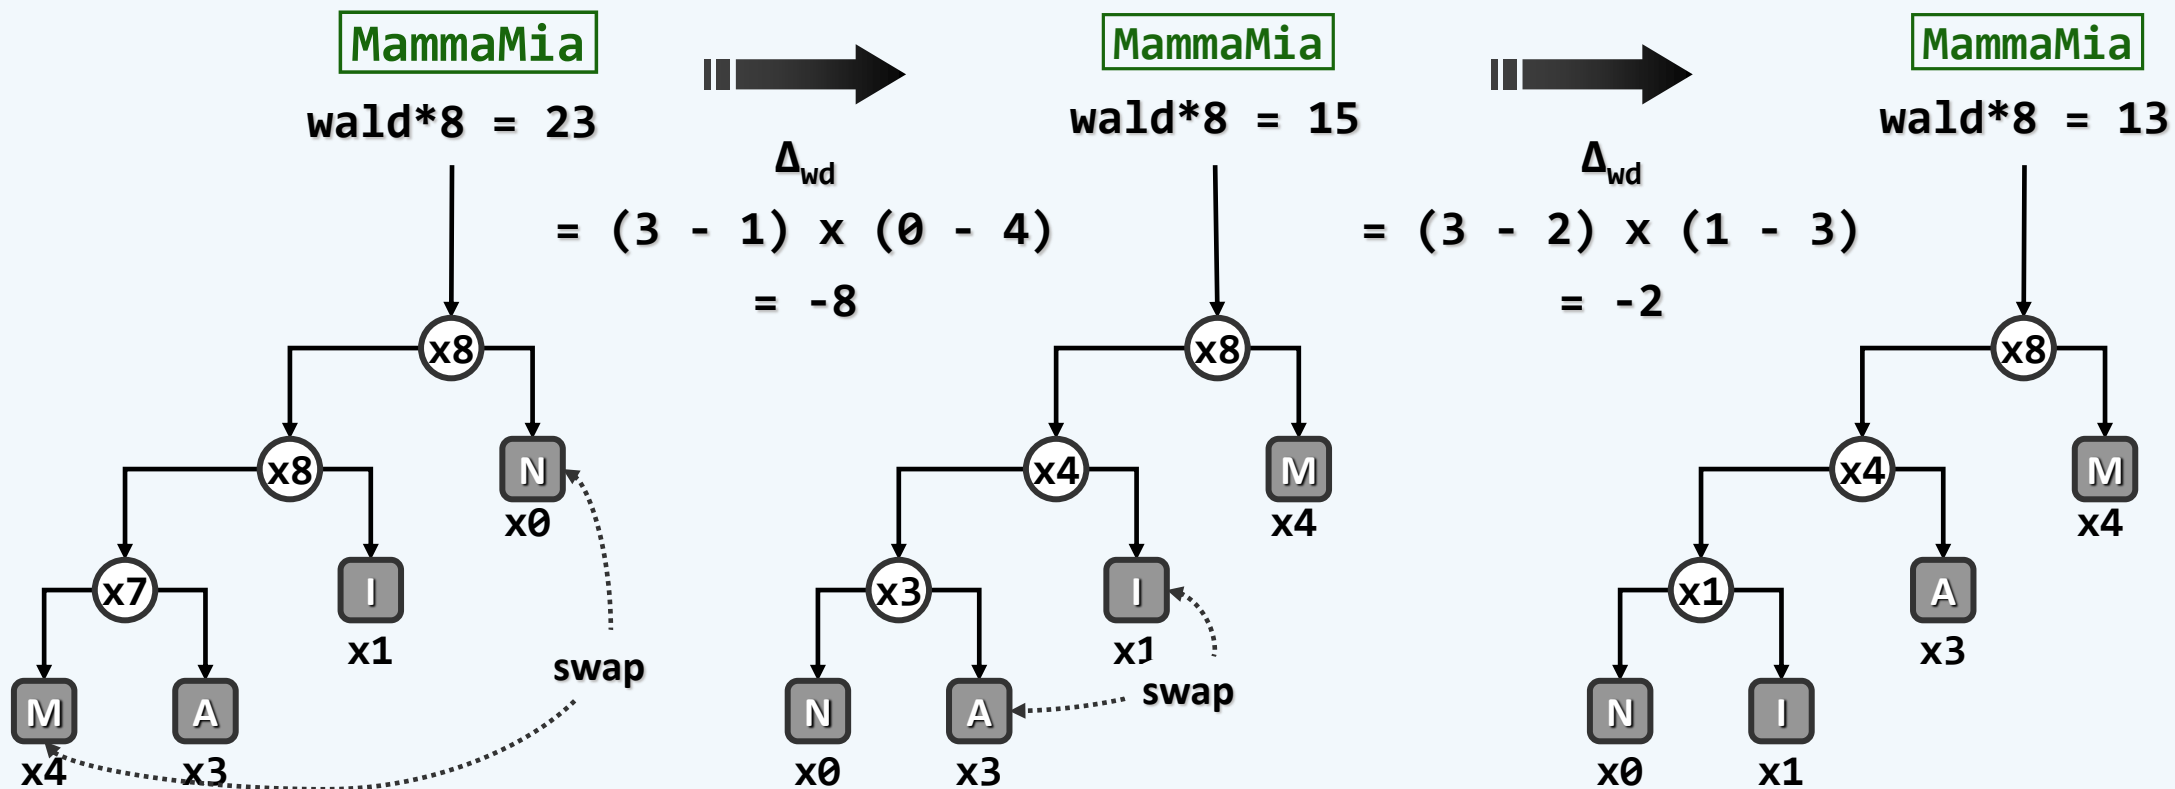 MammaMia
MammaMia
MammaMia
wald*8 = 23
wald*8 = 15
wald*8 = 13
Δwd
= (3 - 1) x (0 - 4)
= -8
Δwd
= (3 - 2) x (1 - 3)
= -2
x8
x8
N
x0
x7
I
x1
M
x4
A
x3
swap
x8
x4
M
x4
x3
I
x1
N
x0
A
x3
swap
x8
x4
M
x4
x1
A
x3
N
x0
I
x1